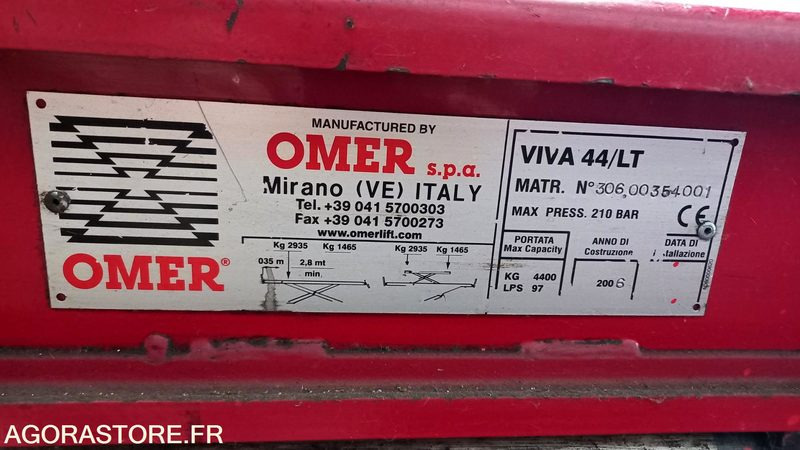 OMER®
MANUFACTURED BY
OMER s.p.a.
Mirano (VE) ITALY
Tel. +39 041 5700303
Fax +39 041 5700273
www.omerlift.com
Kg 2935 Kg 1465 Kg 2935 Kg 1465
035 m 2,8 mt
min.
VIVA 44/LT
MATR. N° 306.00354001
MAX PRESS. 210 BAR
CE
PORTATA
Max Capacity
KG 4400
LPS 97
ANNO DI
Costruzione
2006
DATA DI
stallazione
AGORASTORE.FR